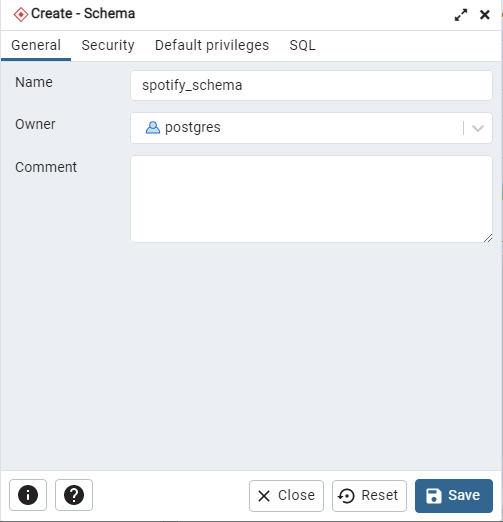 Create - Schema
General Security Default privileges SQL
Name spotify_schema
Owner postgres
Comment
Close Reset Save